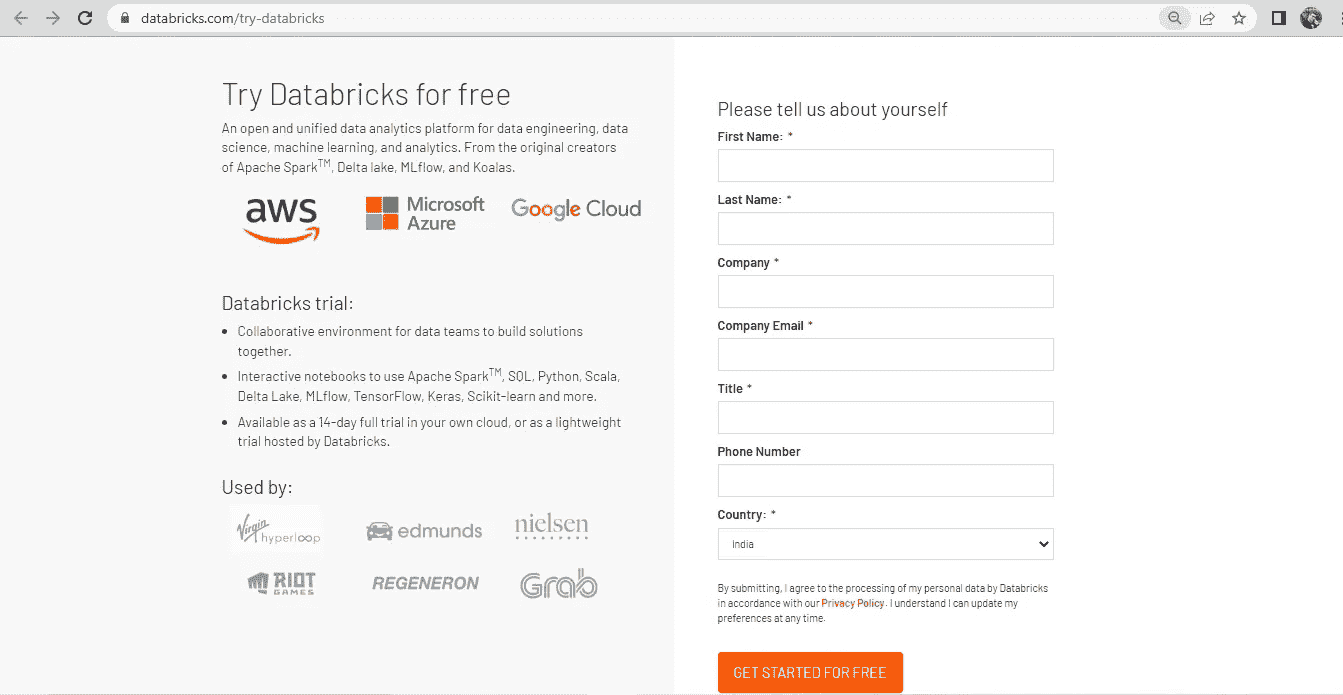 databricks.com/try-databricks
Try Databricks for free
An open and unified data analytics platform for data engineering, data
science, machine learning, and analytics. From the original creators
of Apache Spark™, Delta lake, MLflow, and Koalas.
aws
Microsoft
Azure
Google Cloud
Databricks trial:
• Collaborative environment for data teams to build solutions
together.
• Interactive notebooks to use Apache Spark™, SQL, Python, Scala,
Delta Lake, MLflow, TensorFlow, Keras, Scikit-learn and more.
• Available as a 14-day full trial in your own cloud, or as a lightweight
trial hosted by Databricks.
Used by:
Virgin
hyperloop
edmunds
nielsen
RIOT
GAMES
REGENERON
Grab
Please tell us about yourself
First Name: *
Last Name: *
Company *
Company Email *
Title *
Phone Number
Country: *
India
By submitting, I agree to the processing of my personal data by Databricks
in accordance with our Privacy Policy. I understand I can update my
preferences at any time.
GET STARTED FOR FREE